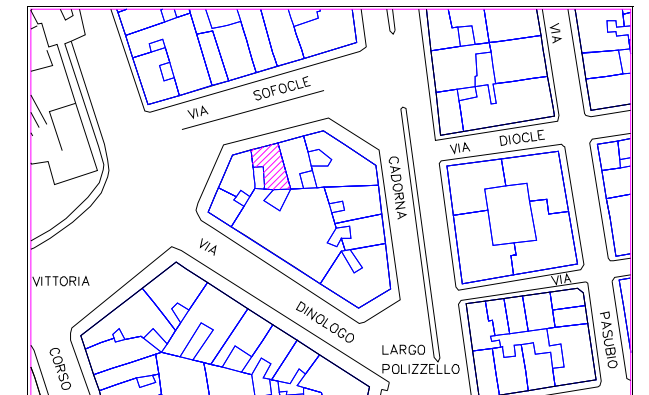 VIA
VIA SOFOCLE
VIA DIOCLE
CADORNA
VIA
VITTORIA
VIA
DINOLOGO
PASUBIO
LARGO
POLIZZELLO
CORSO